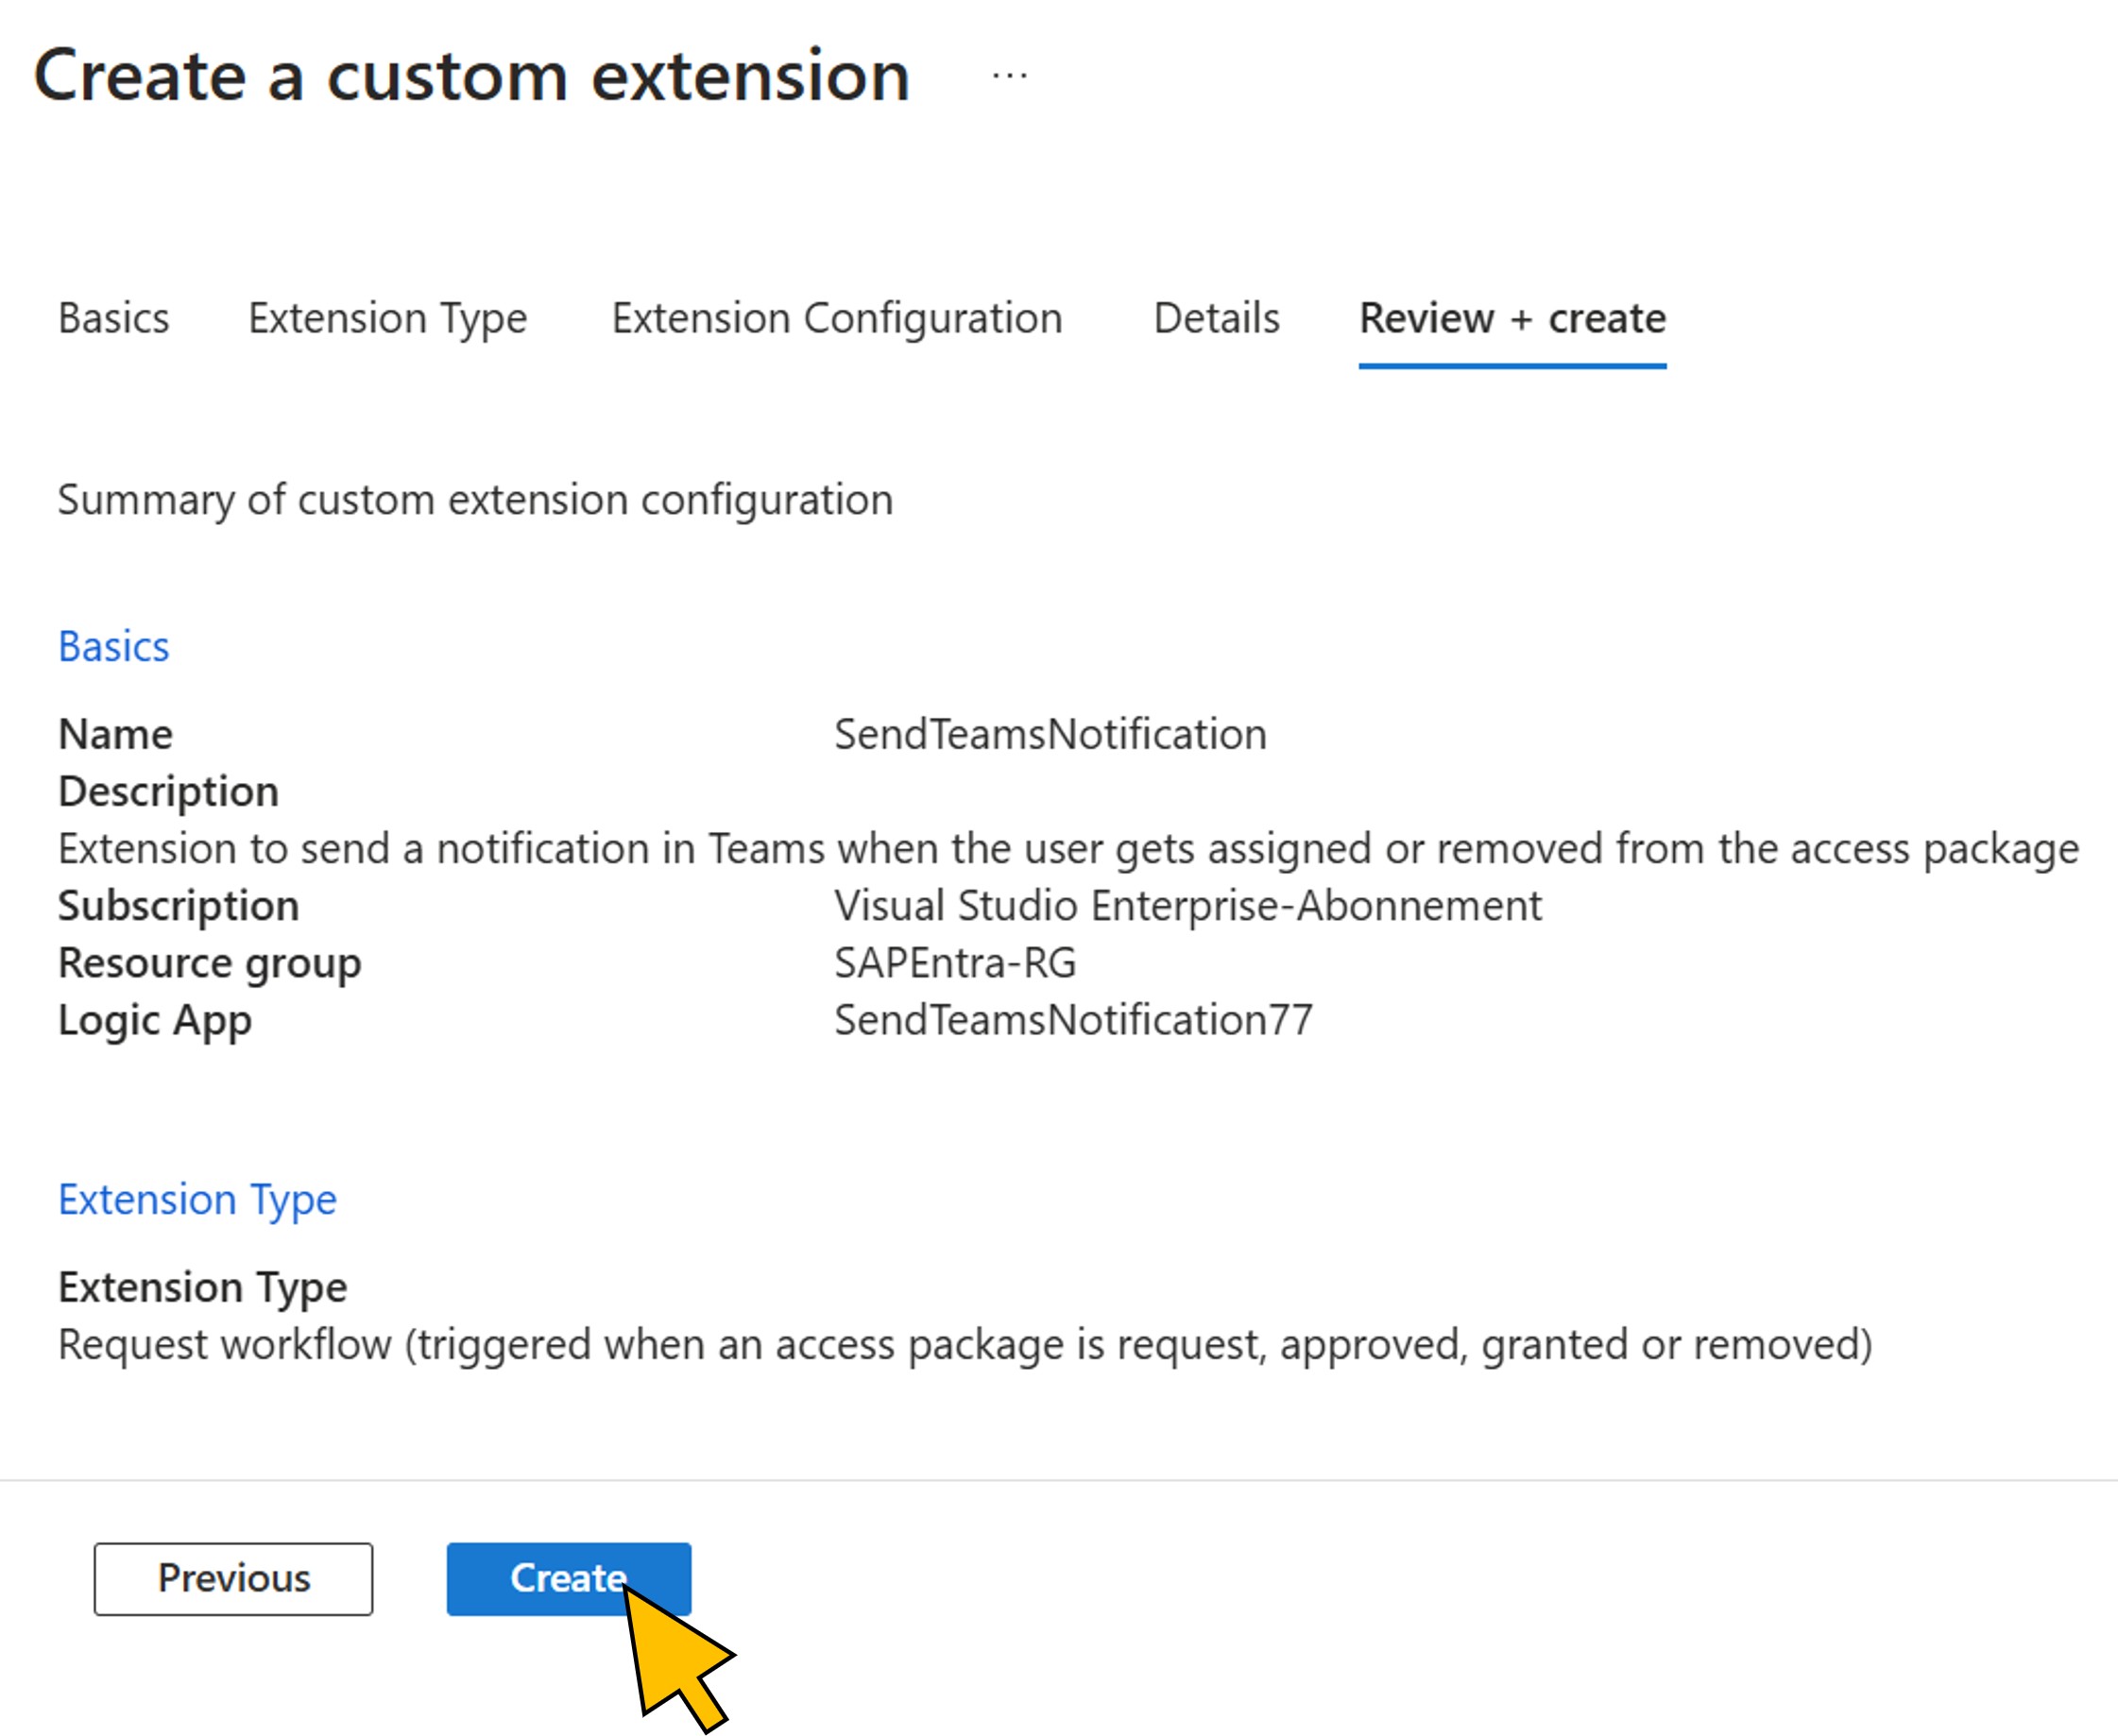 Create a custom extension ...
Basics Extension Type Extension Configuration Details Review + create
Summary of custom extension configuration
Basics
Name SendTeamsNotification
Description
Extension to send a notification in Teams when the user gets assigned or removed from the access package
Subscription Visual Studio Enterprise-Abonnement
Resource group SAPEntra-RG
Logic App SendTeamsNotification77
Extension Type
Extension Type
Request workflow (triggered when an access package is request, approved, granted or removed)
Previous Create